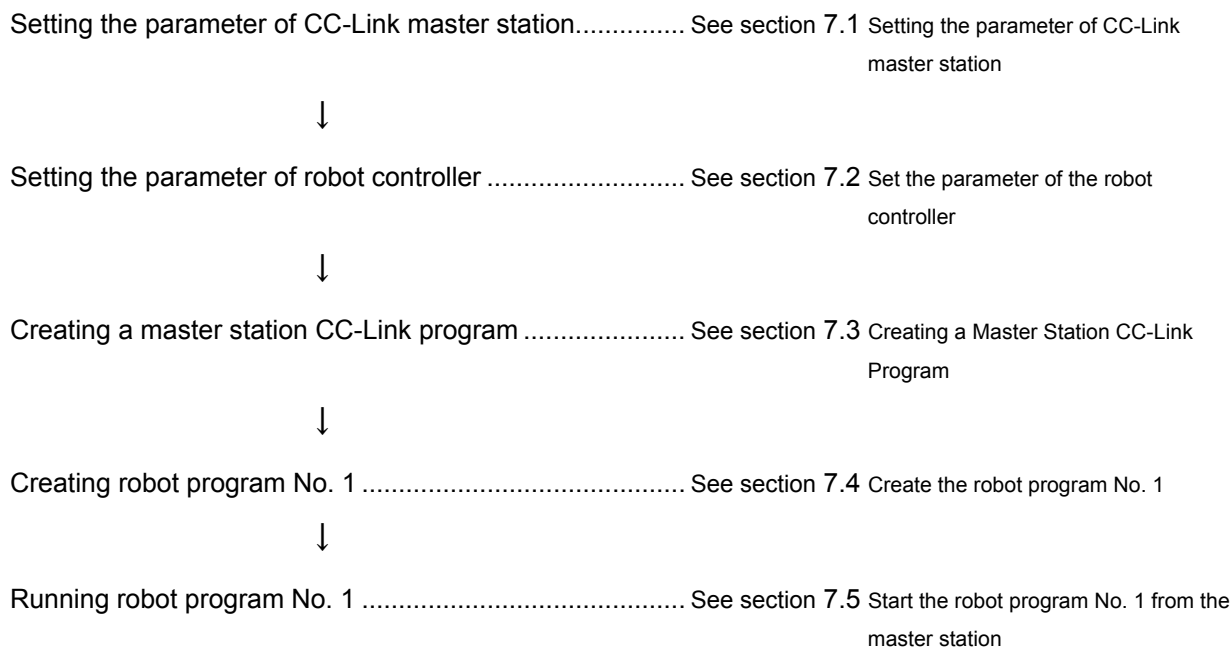 Setting the parameter of CC-Link master station............... See section 7.1 Setting the parameter of CC-Link
master station
↓
Setting the parameter of robot controller ........................... See section 7.2 Set the parameter of the robot
controller
↓
Creating a master station CC-Link program ...................... See section 7.3 Creating a Master Station CC-Link
Program
↓
Creating robot program No. 1 ............................................ See section 7.4 Create the robot program No. 1
↓
Running robot program No. 1 ............................................ See section 7.5 Start the robot program No. 1 from the
master station